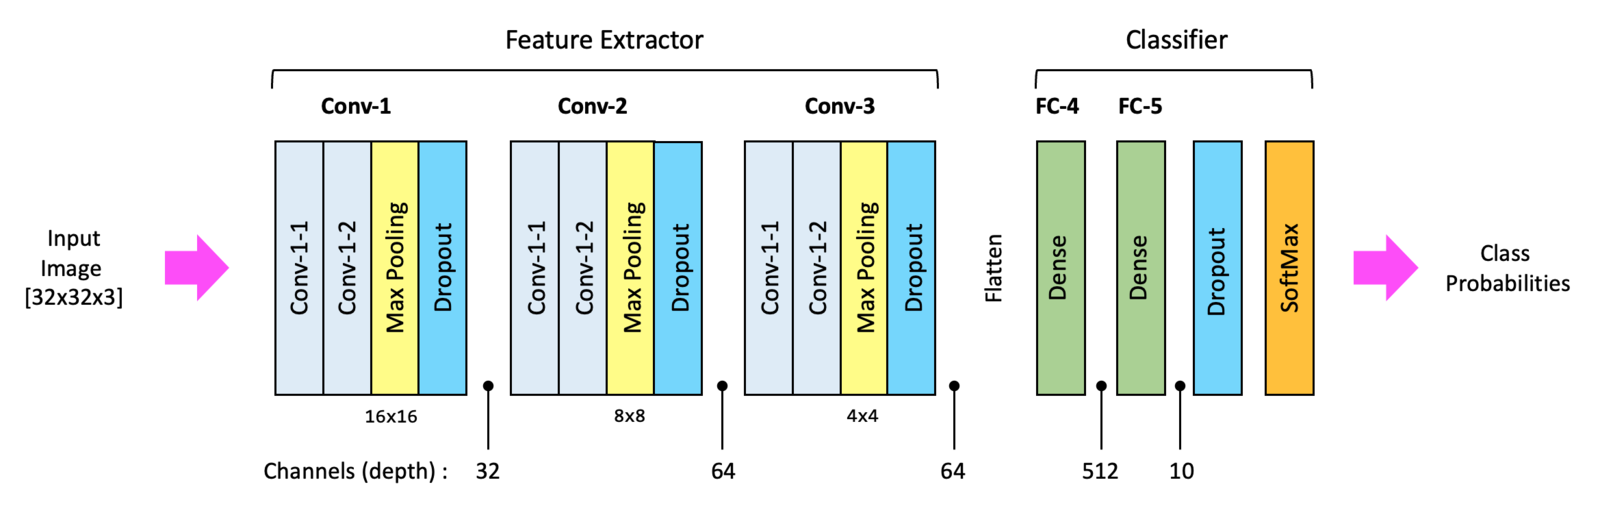 Feature Extractor
Classifier
Conv-1
Conv-2
Conv-3
FC-4
FC-5
Input
Image
[32x32x3]
Conv-1-1
Conv-1-2
Max Pooling
Dropout
Conv-1-1
Conv-1-2
Max Pooling
Dropout
Conv-1-1
Conv-1-2
Max Pooling
Dropout
Flatten
Dense
Dense
Dropout
SoftMax
Class
Probabilities
16x16
8x8
4x4
Channels (depth) : 32 64 64 512 10